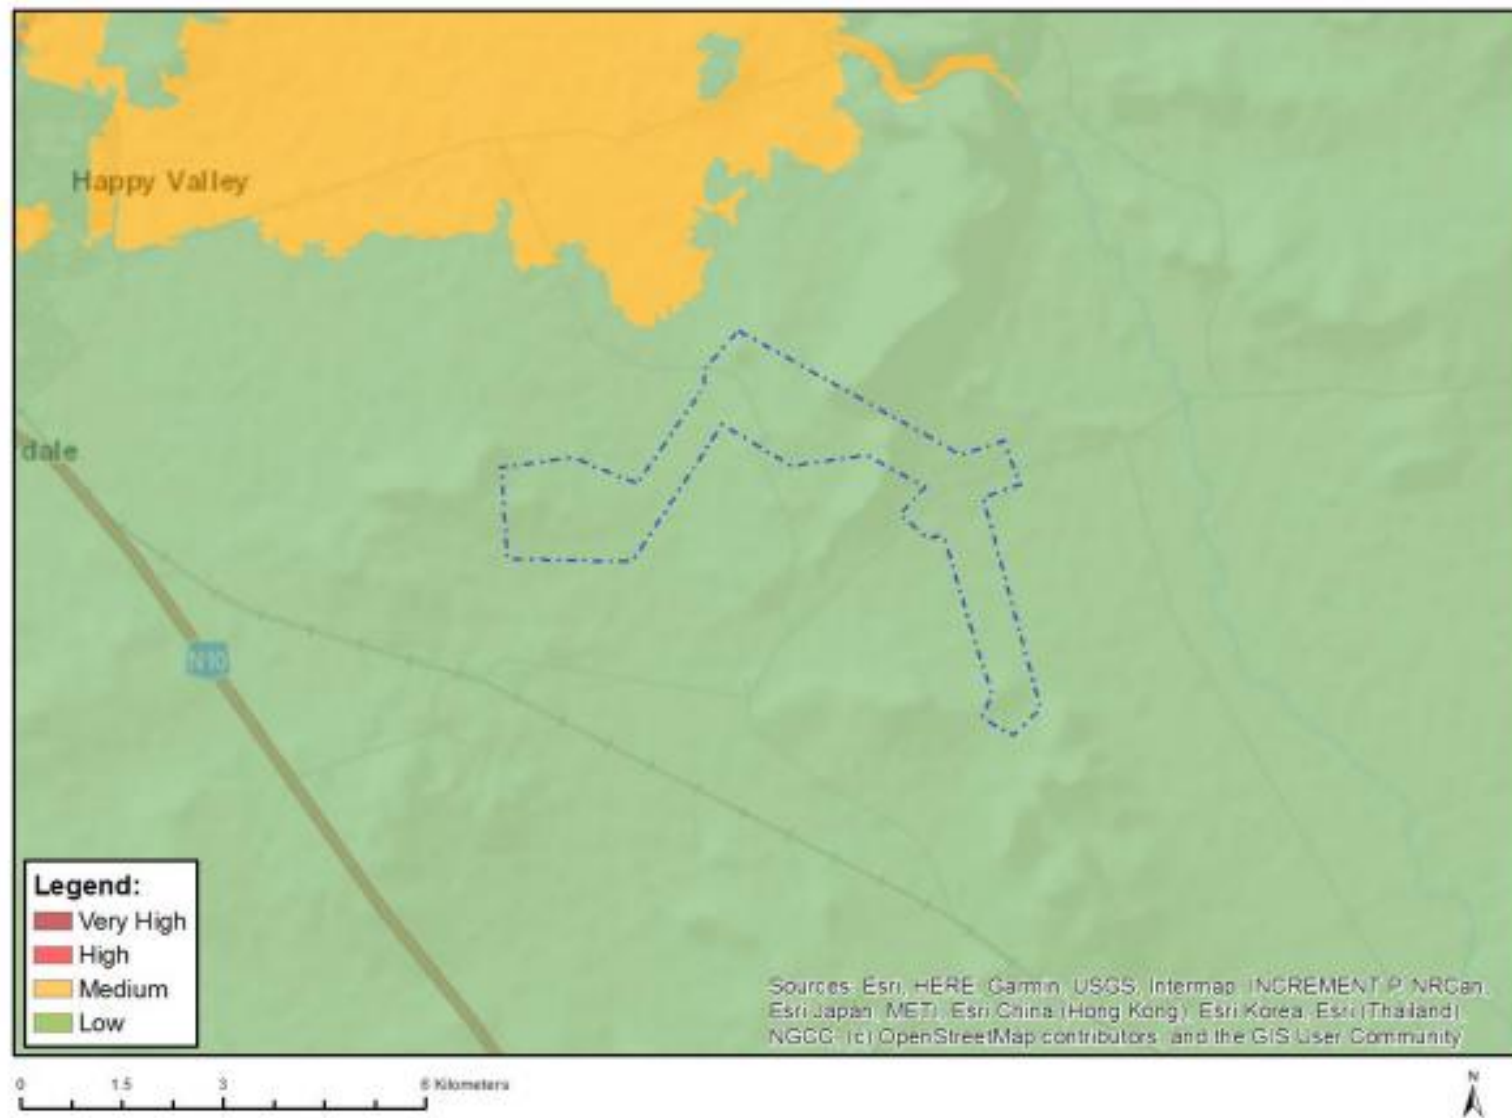 Happy Valley
dale
N10
Legend:
Very High
High
Medium
Low
Sources: Esri, HERE, Garmin, USGS, Intermap, INCREMENT P, NRCan,
Esri Japan, METI, Esri China (Hong Kong), Esri Korea, Esri (Thailand),
NGCC, (c) OpenStreetMap contributors, and the GIS User Community
0 1.5 3 6 Kilometers
N